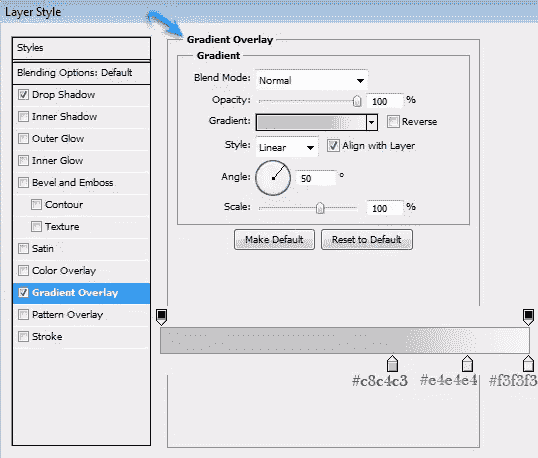 Layer Style
Styles
Blending Options: Default
Drop Shadow
Inner Shadow
Outer Glow
Inner Glow
Bevel and Emboss
Contour
Texture
Satin
Color Overlay
Gradient Overlay
Pattern Overlay
Stroke
Gradient Overlay
Gradient
Blend Mode: Normal
Opacity: 100 %
Gradient: Reverse
Style: Linear Align with Layer
Angle: 50 °
Scale: 100 %
Make Default Reset to Default
#c8c4c3 #e4e4e4 #f3f3f3